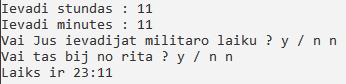 Ievadi stundas : 11
Ievadi minutes : 11
Vai Jus ievadijat militaro laiku ? y / n n
Vai tas bij no rita ? y / n n
Laiks ir 23:11